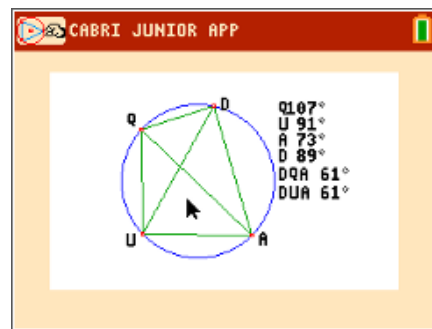 CABRI JUNIOR APP
D
Q
U
A
Q107°
U 91°
A 73°
D 89°
DQA 61°
DUA 61°